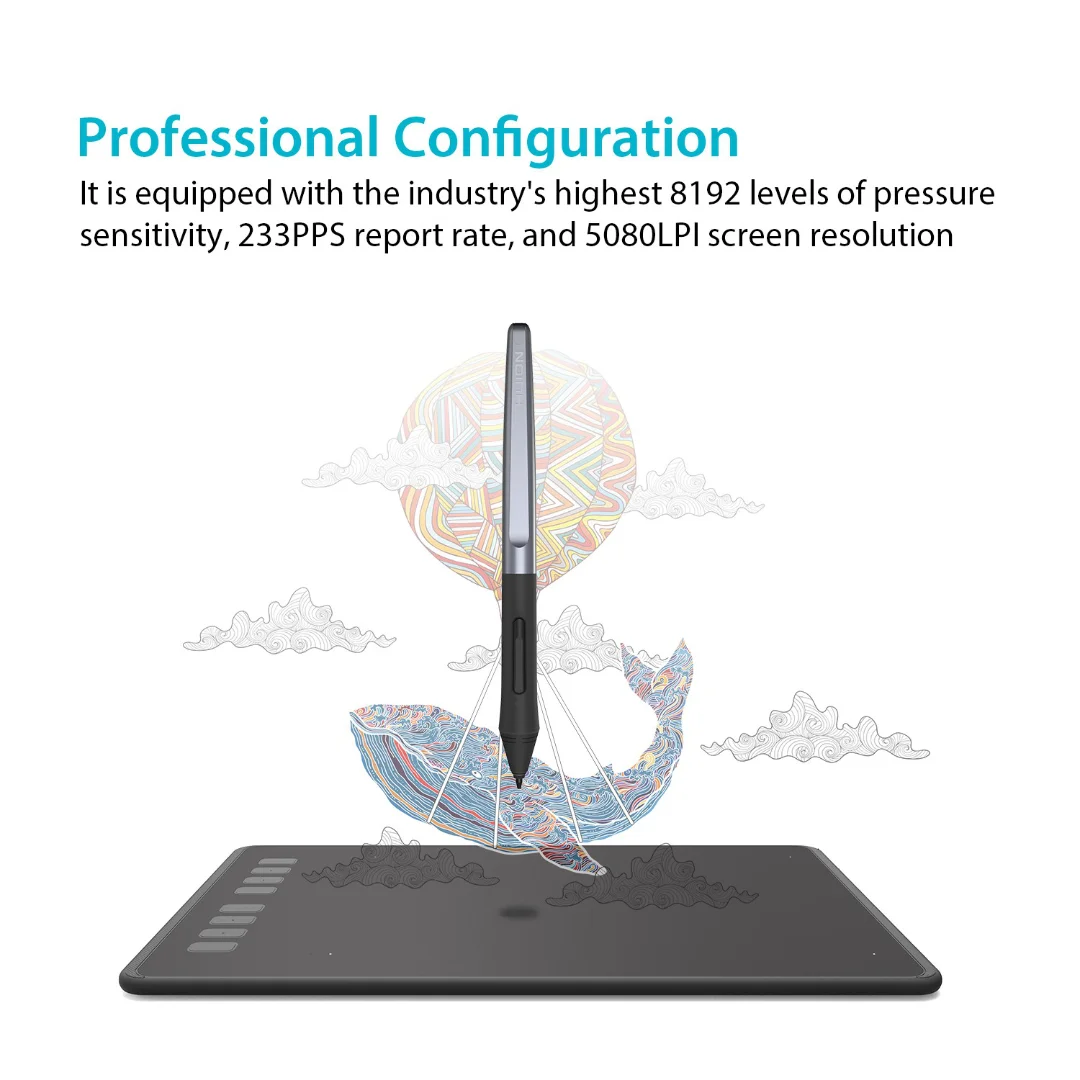 Professional Configuration
It is equipped with the industry's highest 8192 levels of pressure
sensitivity, 233PPS report rate, and 5080LPI screen resolution
HUION